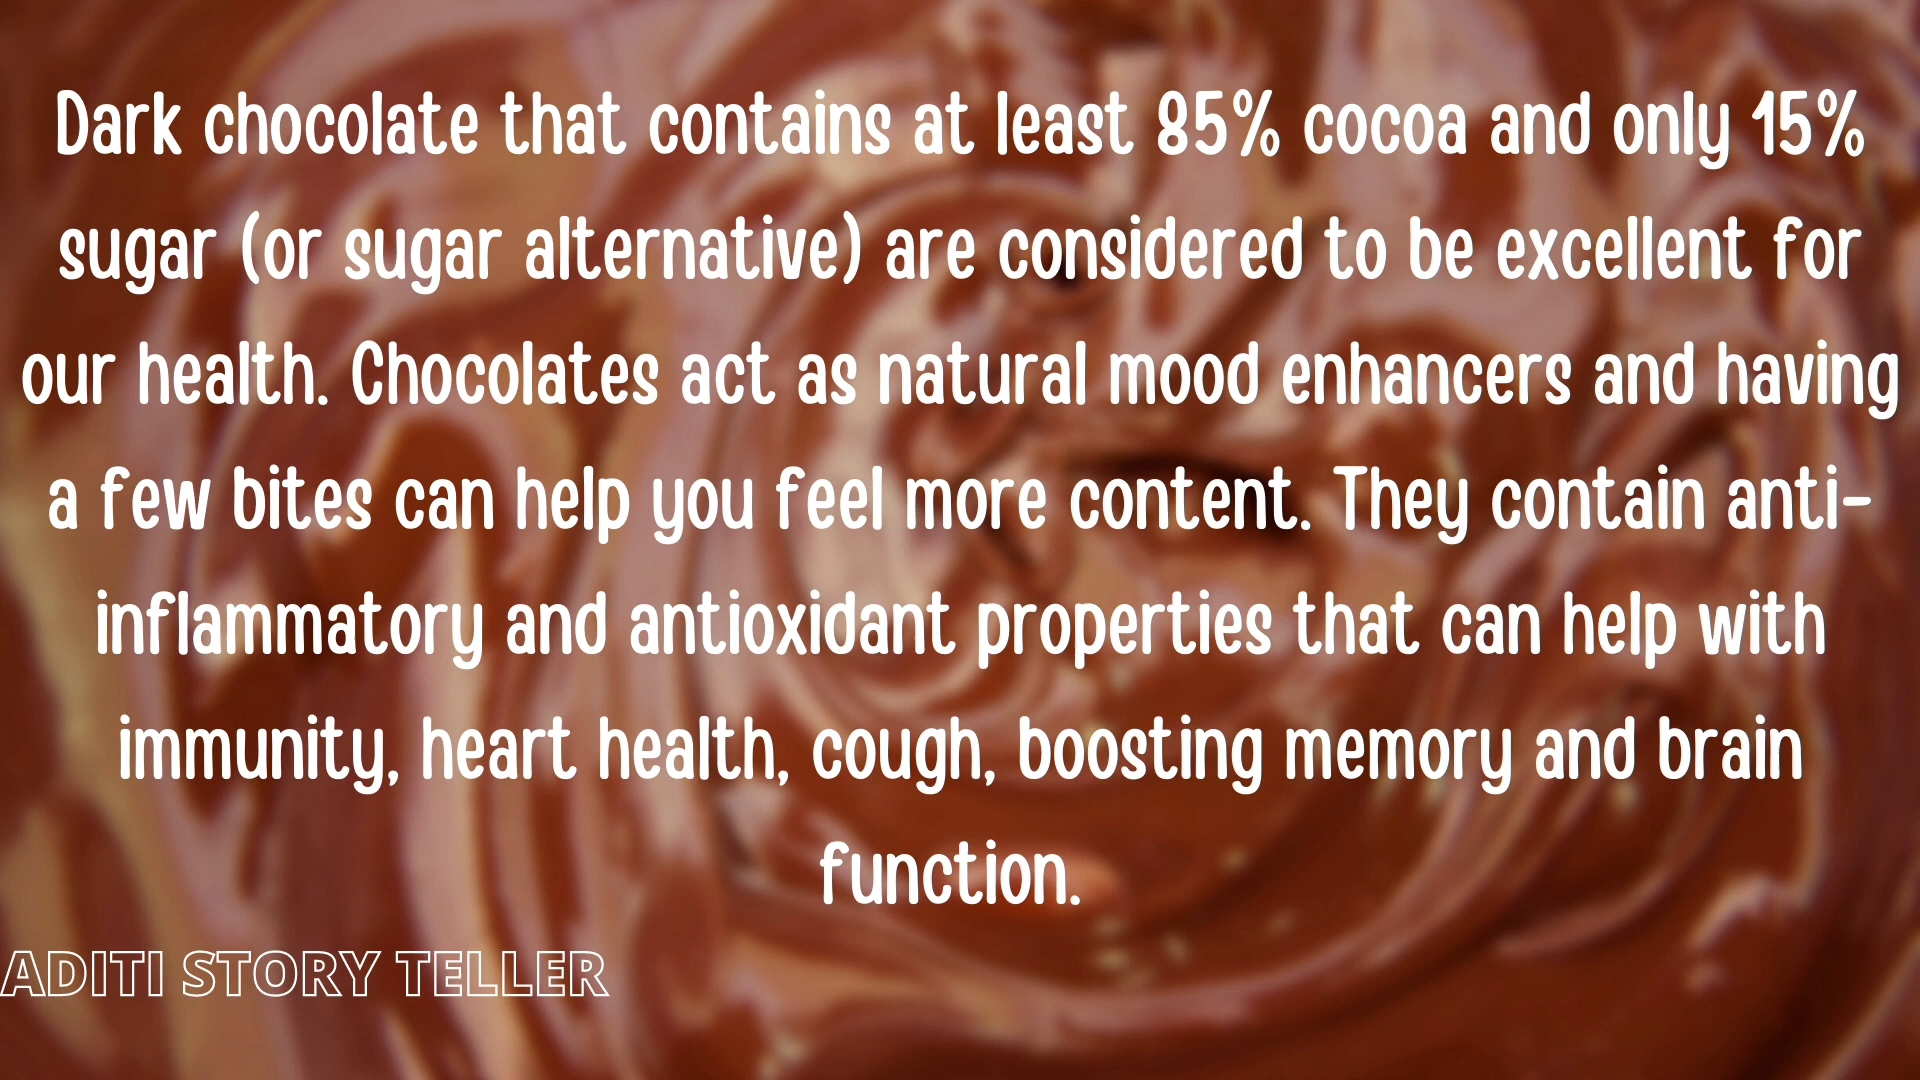 Dark chocolate that contains at least 85% cocoa and only 15%
sugar (or sugar alternative) are considered to be excellent for
our health. Chocolates act as natural mood enhancers and having
a few bites can help you feel more content. They contain anti-
inflammatory and antioxidant properties that can help with
immunity, heart health, cough, boosting memory and brain
function.
ADITI STORY TELLER